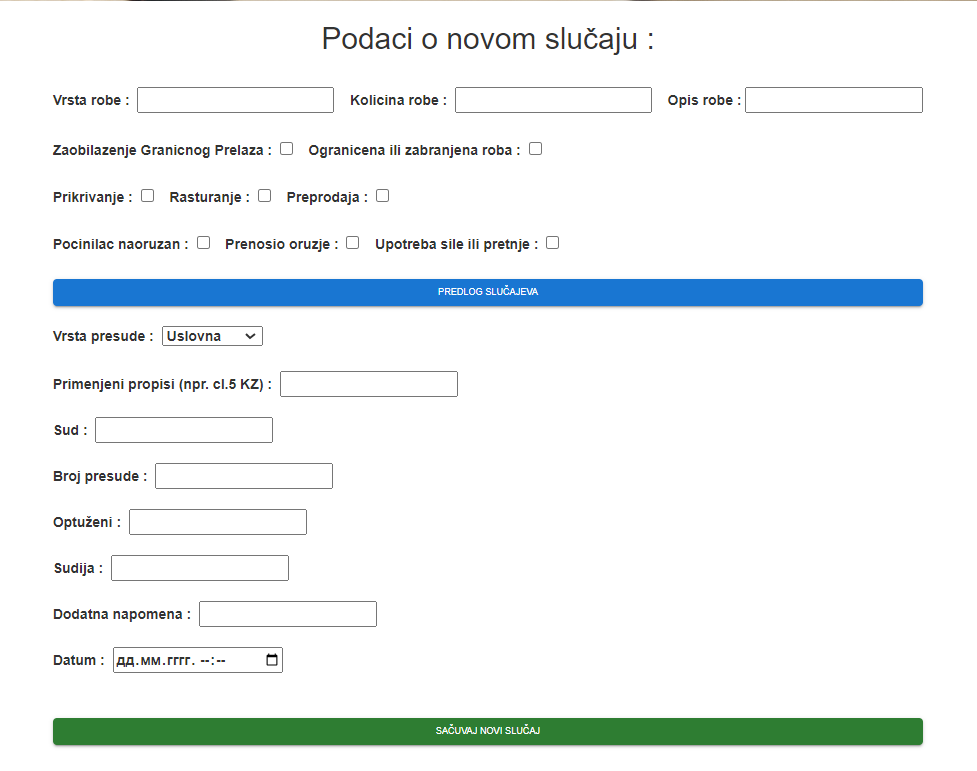 Podaci o novom slučaju :
Vrsta robe : Kolicina robe : Opis robe :
Zaobilazenje Granicnog Prelaza : Ogranicena ili zabranjena roba :
Prikrivanje : Rasturanje : Preprodaja :
Pocinilac naoruzan : Prenosio oruzje : Upotreba sile ili pretnje :
PREDLOG SLUČAJEVA
Vrsta presude : Uslovna
Primenjeni propisi (npr. cl.5 KZ) :
Sud :
Broj presude :
Optuženi :
Sudija :
Dodatna napomena :
Datum : дд.мм.гггг. --:--
SAČUVAJ NOVI SLUČAJ